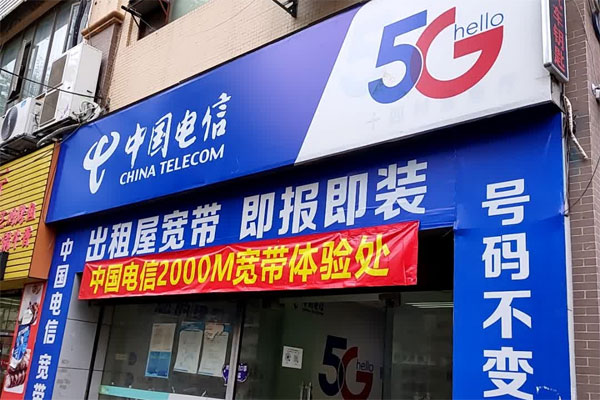 5G
hello
中国电信
CHINA TELECOM
出租屋宽带 即报即装
中国电信2000M宽带体验处
中国电信 宽带
号码不变
5G
hello